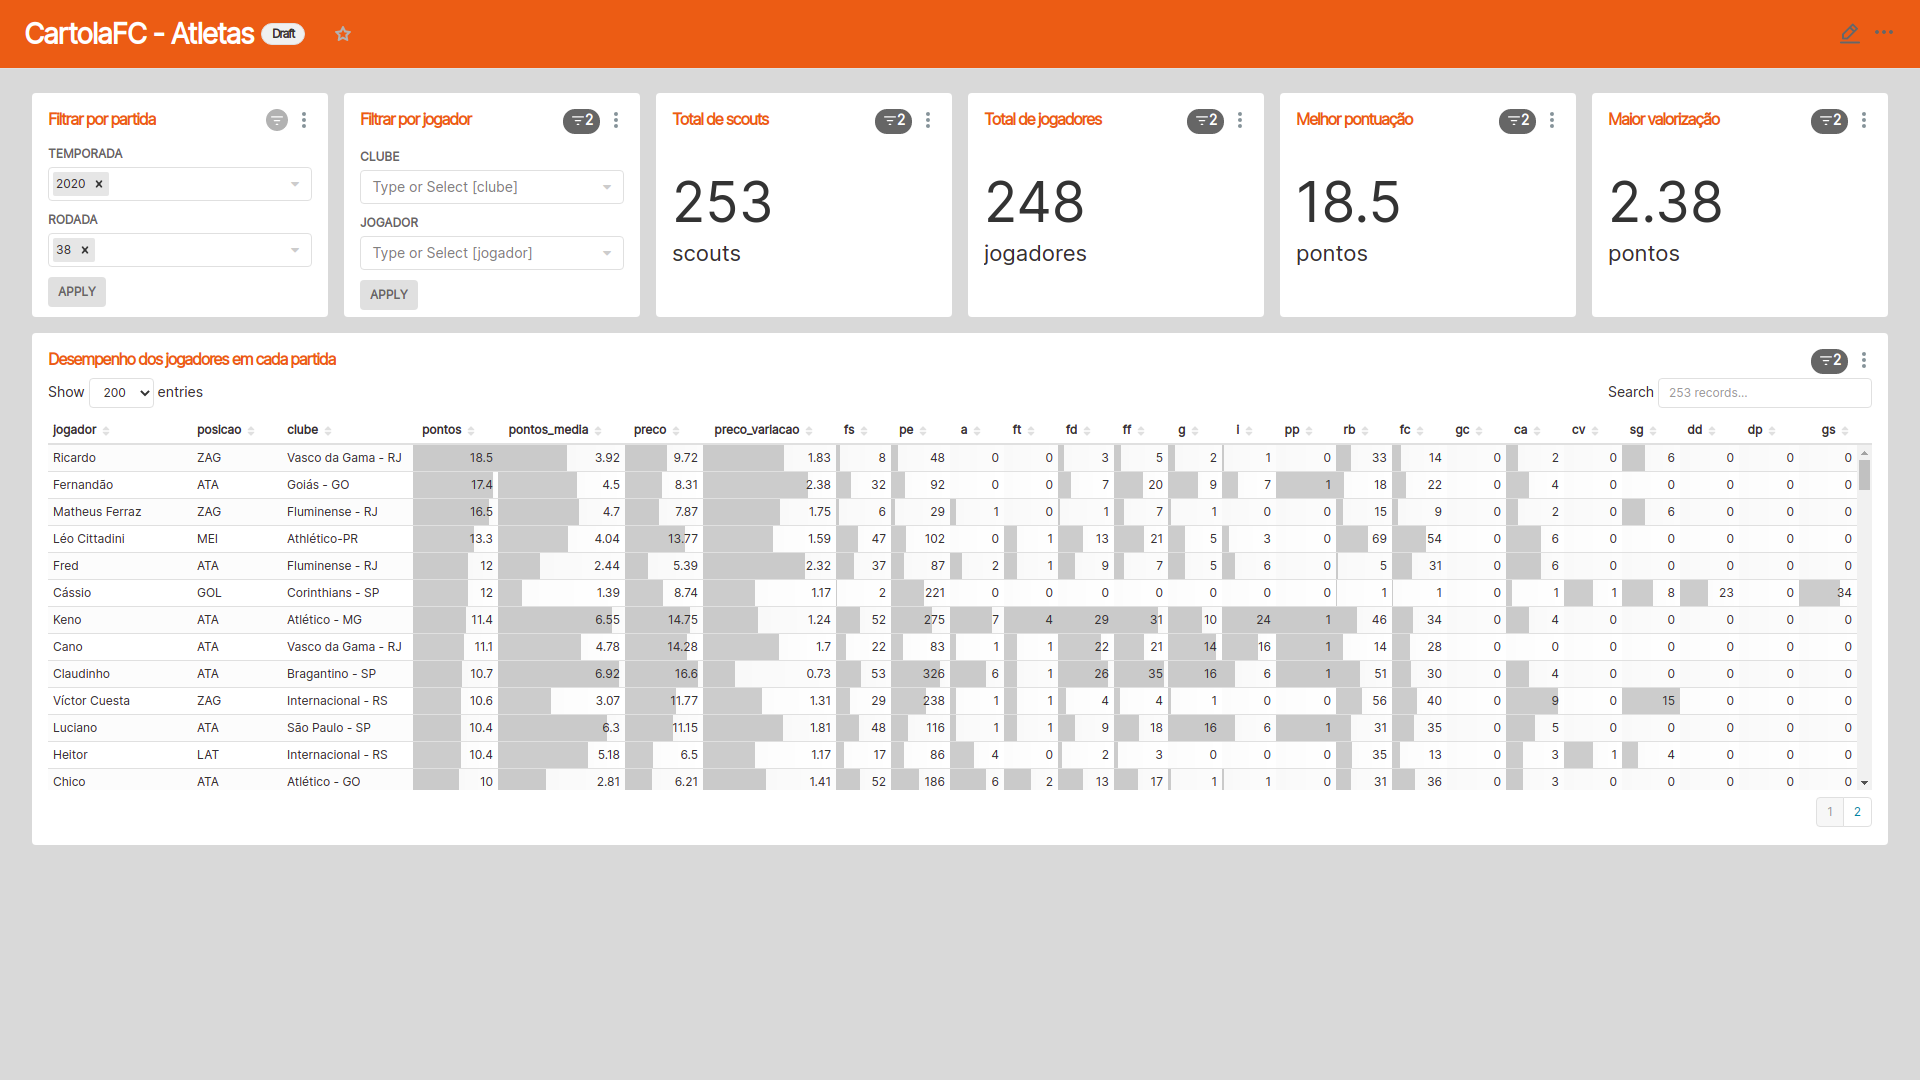 CartolaFC - Atletas Draft
Filtrar por partida
TEMPORADA
2020 ×
RODADA
38 ×
APPLY
Filtrar por jogador 2
CLUBE
Type or Select [clube]
JOGADOR
Type or Select [jogador]
APPLY
Total de scouts 2
253
scouts
Total de jogadores 2
248
jogadores
Melhor pontuação 2
18.5
pontos
Maior valorização 2
2.38
pontos
Desempenho dos jogadores em cada partida 2
Show 200 entries Search 253 records...
jogador posicao clube pontos pontos_media preco preco_variacao fs pe a ft fd ff g i pp rb fc gc ca cv sg dd dp gs
Ricardo ZAG Vasco da Gama - RJ 18.5 3.92 9.72 1.83 8 48 0 0 3 5 2 1 0 33 14 0 2 0 6 0 0 0
Fernandão ATA Goiás - GO 17.4 4.5 8.31 2.38 32 92 0 0 7 20 9 7 1 18 22 0 4 0 0 0 0 0
Matheus Ferraz ZAG Fluminense - RJ 16.5 4.7 7.87 1.75 6 29 1 0 1 7 1 0 0 15 9 0 2 0 6 0 0 0
Léo Cittadini MEI Athlético-PR 13.3 4.04 13.77 1.59 47 102 0 1 13 21 5 3 0 69 54 0 6 0 0 0 0 0
Fred ATA Fluminense - RJ 12 2.44 5.39 2.32 37 87 2 1 9 7 5 6 0 5 31 0 6 0 0 0 0 0
Cássio GOL Corinthians - SP 12 1.39 8.74 1.17 2 221 0 0 0 0 0 0 0 1 1 0 1 1 8 23 0 34
Keno ATA Atlético - MG 11.4 6.55 14.75 1.24 52 275 7 4 29 31 10 24 1 46 34 0 4 0 0 0 0 0
Cano ATA Vasco da Gama - RJ 11.1 4.78 14.28 1.7 22 83 1 1 22 21 14 16 1 14 28 0 0 0 0 0 0 0
Claudinho ATA Bragantino - SP 10.7 6.92 16.6 0.73 53 326 6 1 26 35 16 6 1 51 30 0 4 0 0 0 0 0
Víctor Cuesta ZAG Internacional - RS 10.6 3.07 11.77 1.31 29 238 1 1 4 4 1 0 0 56 40 0 9 0 15 0 0 0
Luciano ATA São Paulo - SP 10.4 6.3 11.15 1.81 48 116 1 1 9 18 16 6 1 31 35 0 5 0 0 0 0 0
Heitor LAT Internacional - RS 10.4 5.18 6.5 1.17 17 86 4 0 2 3 0 0 0 35 13 0 3 1 4 0 0 0
Chico ATA Atlético - GO 10 2.81 6.21 1.41 52 186 6 2 13 17 1 1 0 31 36 0 3 0 0 0 0 0
1 2